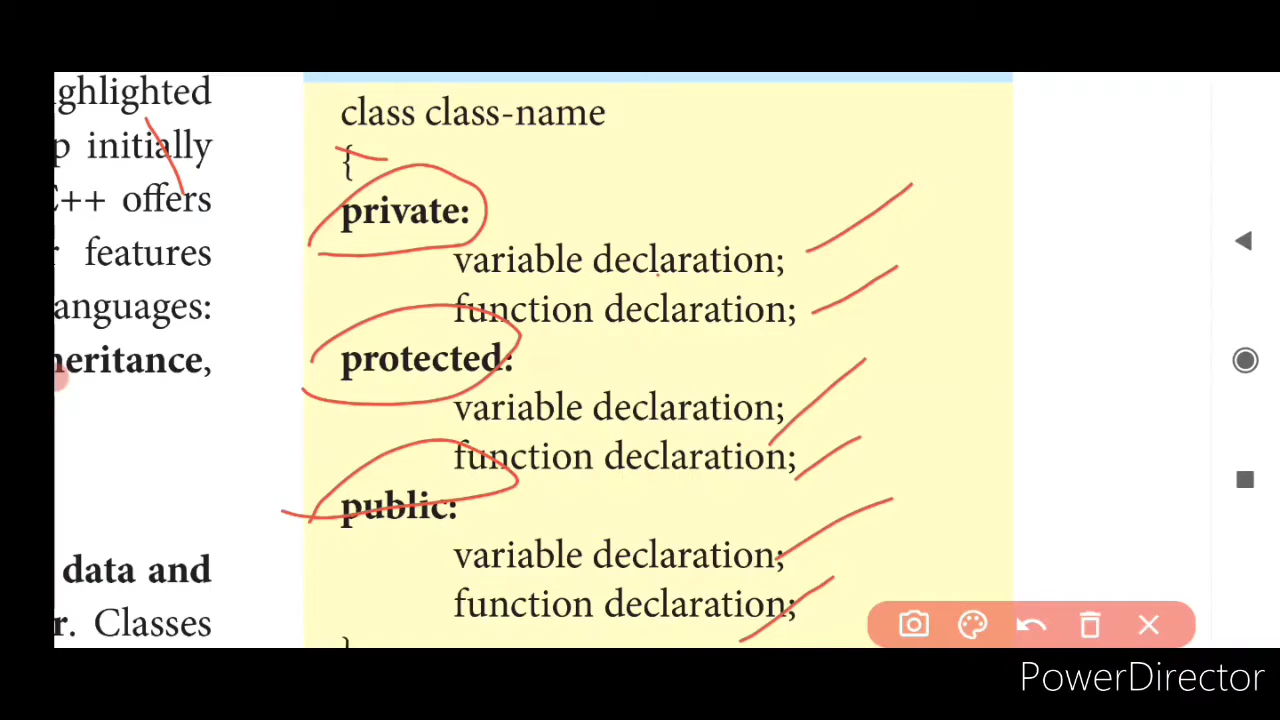 ghlighted
p initially
C++ offers
r features
anguages:
heritance,
data and
r. Classes
class class-name
{
private:
variable declaration;
function declaration;
protected:
variable declaration;
function declaration;
public:
variable declaration;
function declaration;
}
PowerDirector